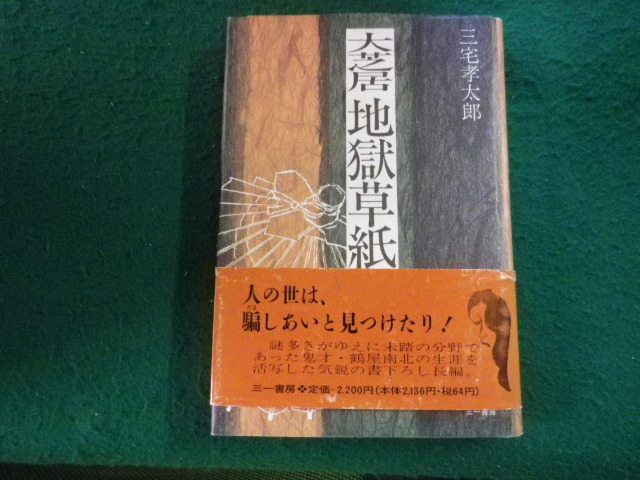 三宅孝太郎
大芝居 地獄草紙
人の世は、
だま
騙しあいと見つけたり!
謎多きがゆえに未踏の分野で
あった鬼才・鶴屋南北の生涯を
活写した気鋭の書下ろし長編。
三一書房❖定価=2,200円(本体2,136円・税64円)
三一書房